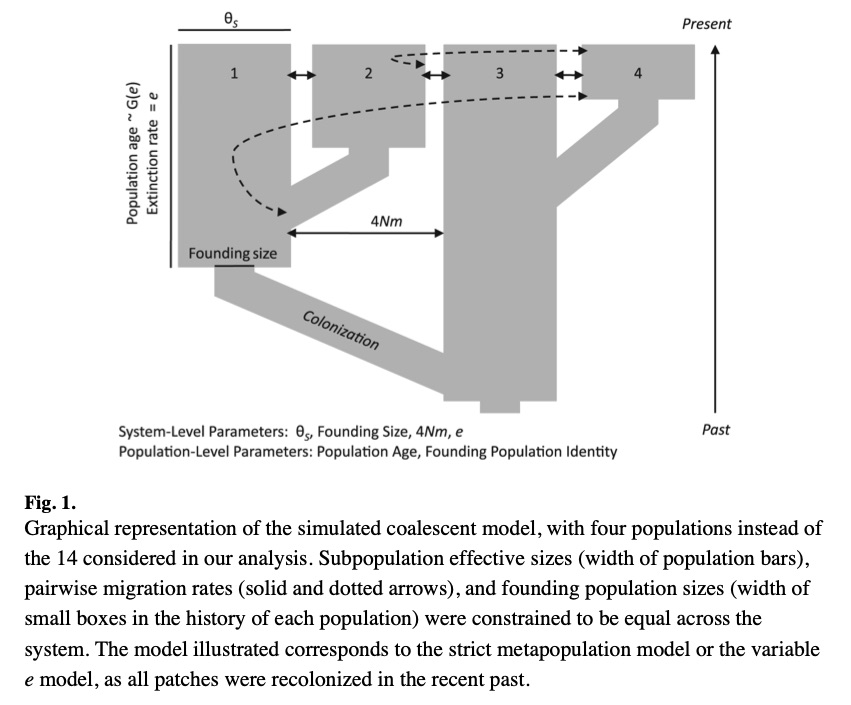 θs
Present
1
2
3
4
Population age ~ G(e)
Extinction rate = e
4Nm
Founding size
Colonization
System-Level Parameters: θs, Founding Size, 4Nm, e
Past
Population-Level Parameters: Population Age, Founding Population Identity
Fig. 1.
Graphical representation of the simulated coalescent model, with four populations instead of
the 14 considered in our analysis. Subpopulation effective sizes (width of population bars),
pairwise migration rates (solid and dotted arrows), and founding population sizes (width of
small boxes in the history of each population) were constrained to be equal across the
system. The model illustrated corresponds to the strict metapopulation model or the variable
e model, as all patches were recolonized in the recent past.